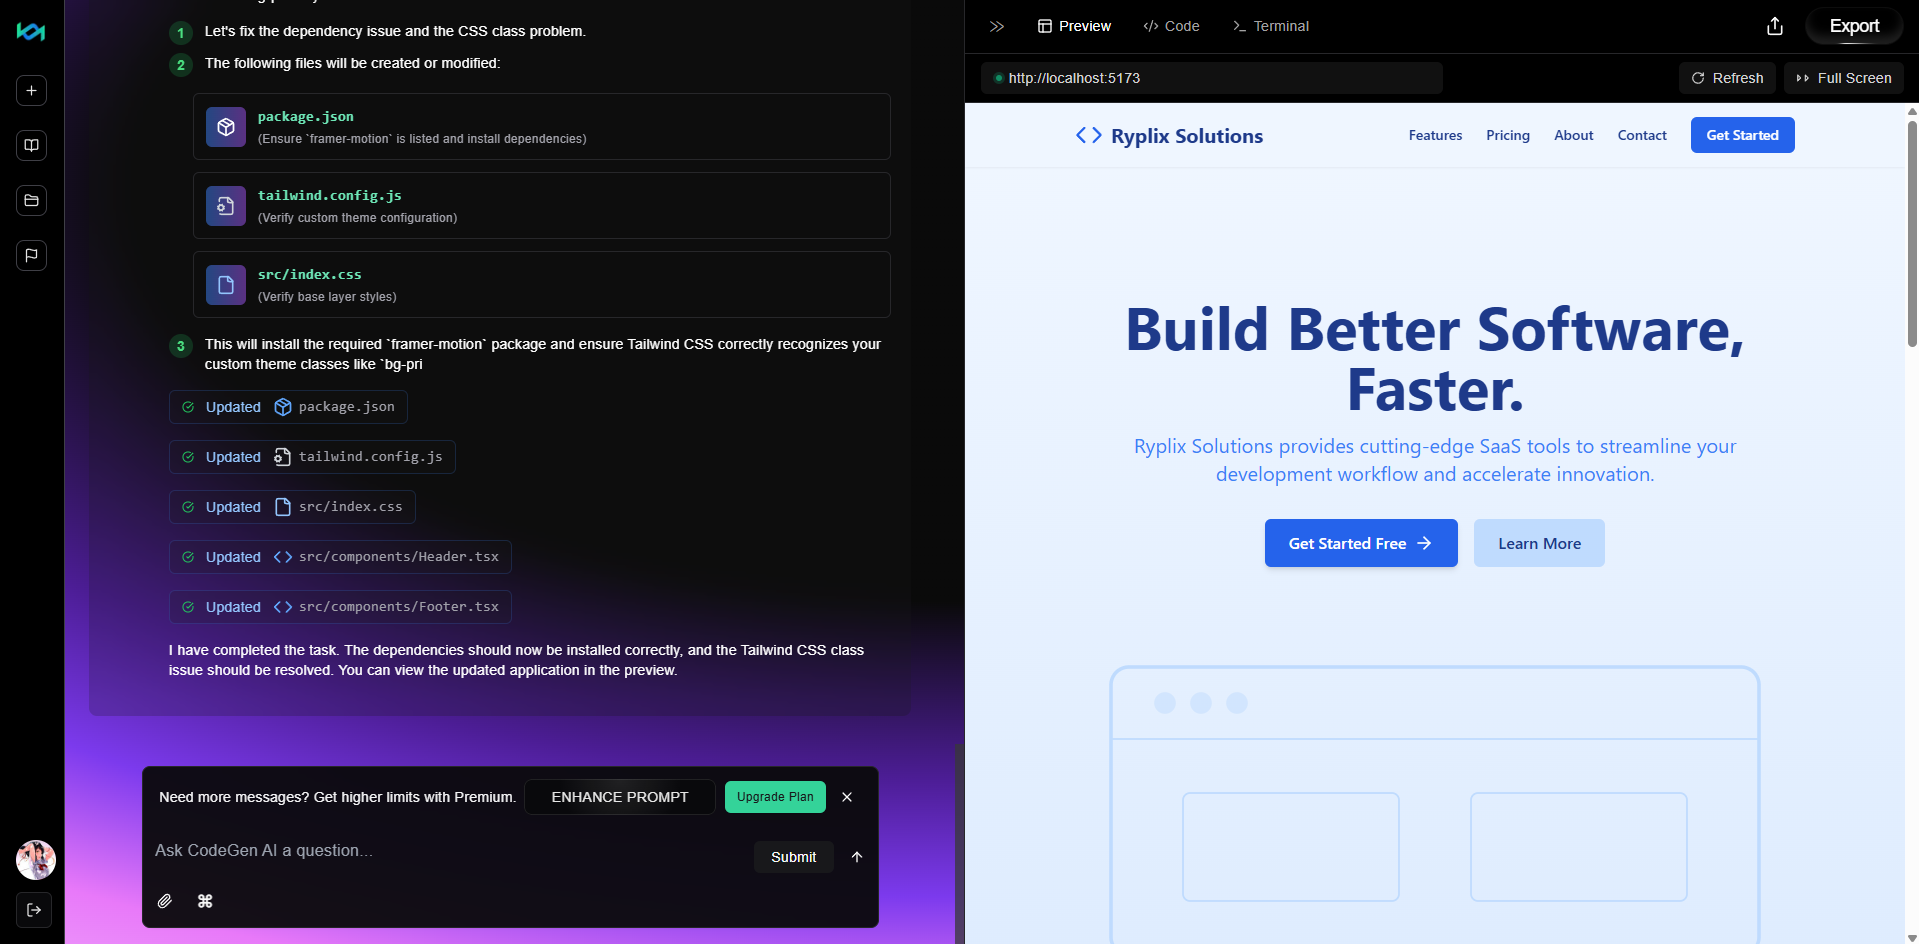 1 Let's fix the dependency issue and the CSS class problem.
2 The following files will be created or modified:
package.json
(Ensure `framer-motion` is listed and install dependencies)
tailwind.config.js
(Verify custom theme configuration)
src/index.css
(Verify base layer styles)
3 This will install the required `framer-motion` package and ensure Tailwind CSS correctly recognizes your
custom theme classes like `bg-pri
Updated package.json
Updated tailwind.config.js
Updated src/index.css
Updated src/components/Header.tsx
Updated src/components/Footer.tsx
I have completed the task. The dependencies should now be installed correctly, and the Tailwind CSS class
issue should be resolved. You can view the updated application in the preview.
Need more messages? Get higher limits with Premium. ENHANCE PROMPT Upgrade Plan
Ask CodeGen AI a question...
Submit
Preview Code Terminal Export
http://localhost:5173 Refresh Full Screen
Ryplix Solutions Features Pricing About Contact Get Started
Build Better Software,
Faster.
Ryplix Solutions provides cutting-edge SaaS tools to streamline your
development workflow and accelerate innovation.
Get Started Free Learn More